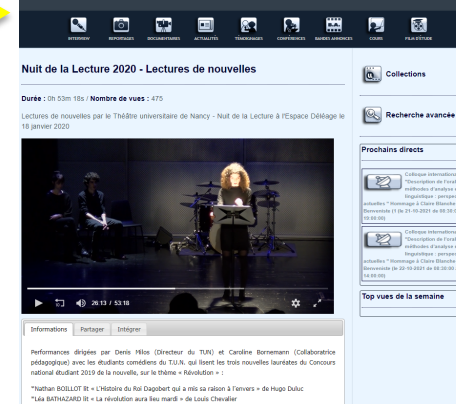 INTERVIEW REPORTAGES DOCUMENTAIRES ACTUALITÉS TÉMOIGNAGES CONFÉRENCES BANDES ANNONCES COURS FILM D'ÉTUDE
Nuit de la Lecture 2020 - Lectures de nouvelles
Durée : 0h 53m 18s / Nombre de vues : 475
Lectures de nouvelles par le Théâtre universitaire de Nancy - Nuit de la Lecture à l'Espace Déléage le
18 janvier 2020
26:13 / 53:18
Informations Partager Intégrer
Performances dirigées par Denis Milos (Directeur du TUN) et Caroline Bornemann (Collaboratrice
pédagogique) avec les étudiants comédiens du T.U.N. qui lisent les trois nouvelles lauréates du Concours
national étudiant 2019 de la nouvelle, sur le thème « Révolution » :
*Nathan BOILLOT lit « L'Histoire du Roi Dagobert qui a mis sa raison à l'envers » de Hugo Duluc
*Léa BATHAZARD lit « La révolution aura lieu mardi » de Louis Chevalier
Collections
Recherche avancée
Prochains directs
Colloque internationa
"Description de l'oral
méthodes d'analyse
linguistique : perspe
actuelles " Hommage à Claire Blanche
Benveniste (1 (le 21-10-2021 de
Colloque internationa
"Description de l'oral
méthodes d'analyse
linguistique : perspe
actuelles " Hommage à Claire Blanche
Benveniste (le 22-10-2021 de 08:30:00
14:00:00)
Top vues de la semaine